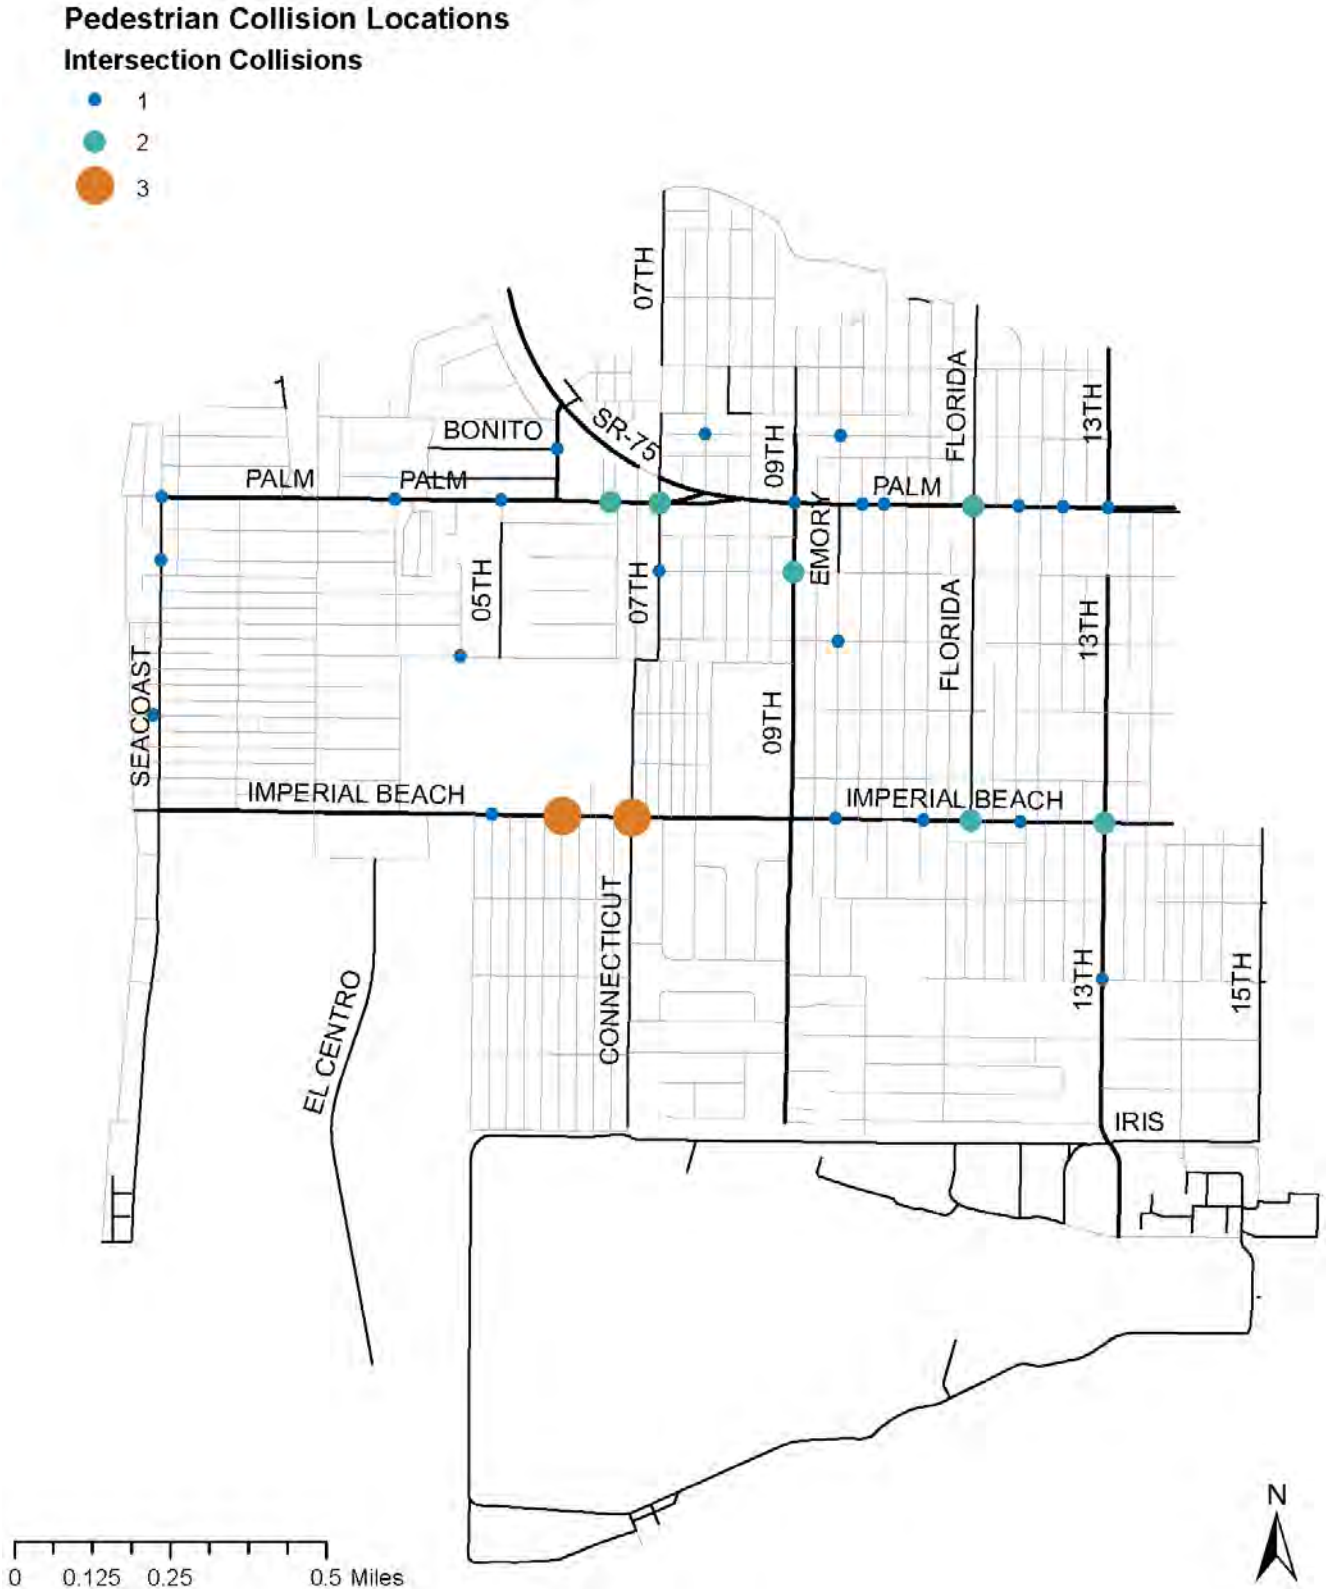 Pedestrian Collision Locations
Intersection Collisions
1
2
3
07TH
SR-75
BONITO
09TH
FLORIDA
13TH
PALM
PALM
PALM
EMORY
05TH
07TH
FLORIDA
13TH
SEACOAST
09TH
IMPERIAL BEACH
IMPERIAL BEACH
CONNECTICUT
EL CENTRO
13TH
15TH
IRIS
N
0 0.125 0.25 0.5 Miles